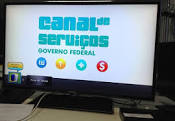 CANAL de
serviços
GOVERNO FEDERAL
$